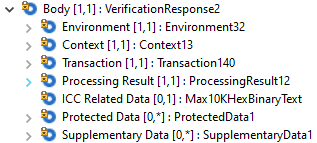 Body [1,1] : VerificationResponse2
Environment [1,1] : Environment32
Context [1,1] : Context13
Transaction [1,1] : Transaction140
Processing Result [1,1] : ProcessingResult12
ICC Related Data [0,1] : Max10KHexBinaryText
Protected Data [0,*] : ProtectedData1
Supplementary Data [0,*] : SupplementaryData1